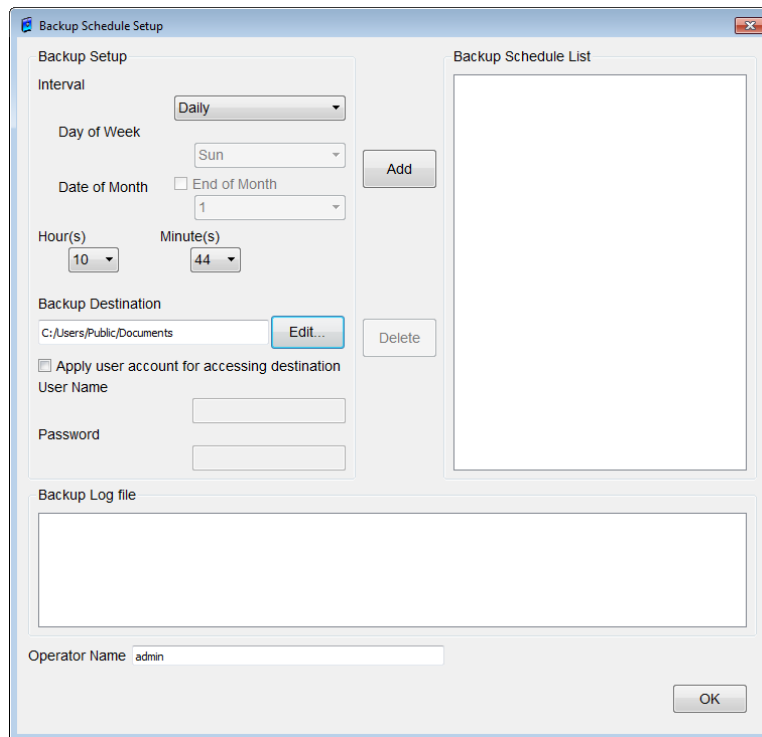 Backup Schedule Setup
Backup Setup
Interval
Daily
Day of Week
Sun
Date of Month
End of Month
1
Hour(s) Minute(s)
10 44
Backup Destination
C:/Users/Public/Documents Edit...
Apply user account for accessing destination
User Name
Password
Add
Delete
Backup Schedule List
Backup Log file
Operator Name admin
OK